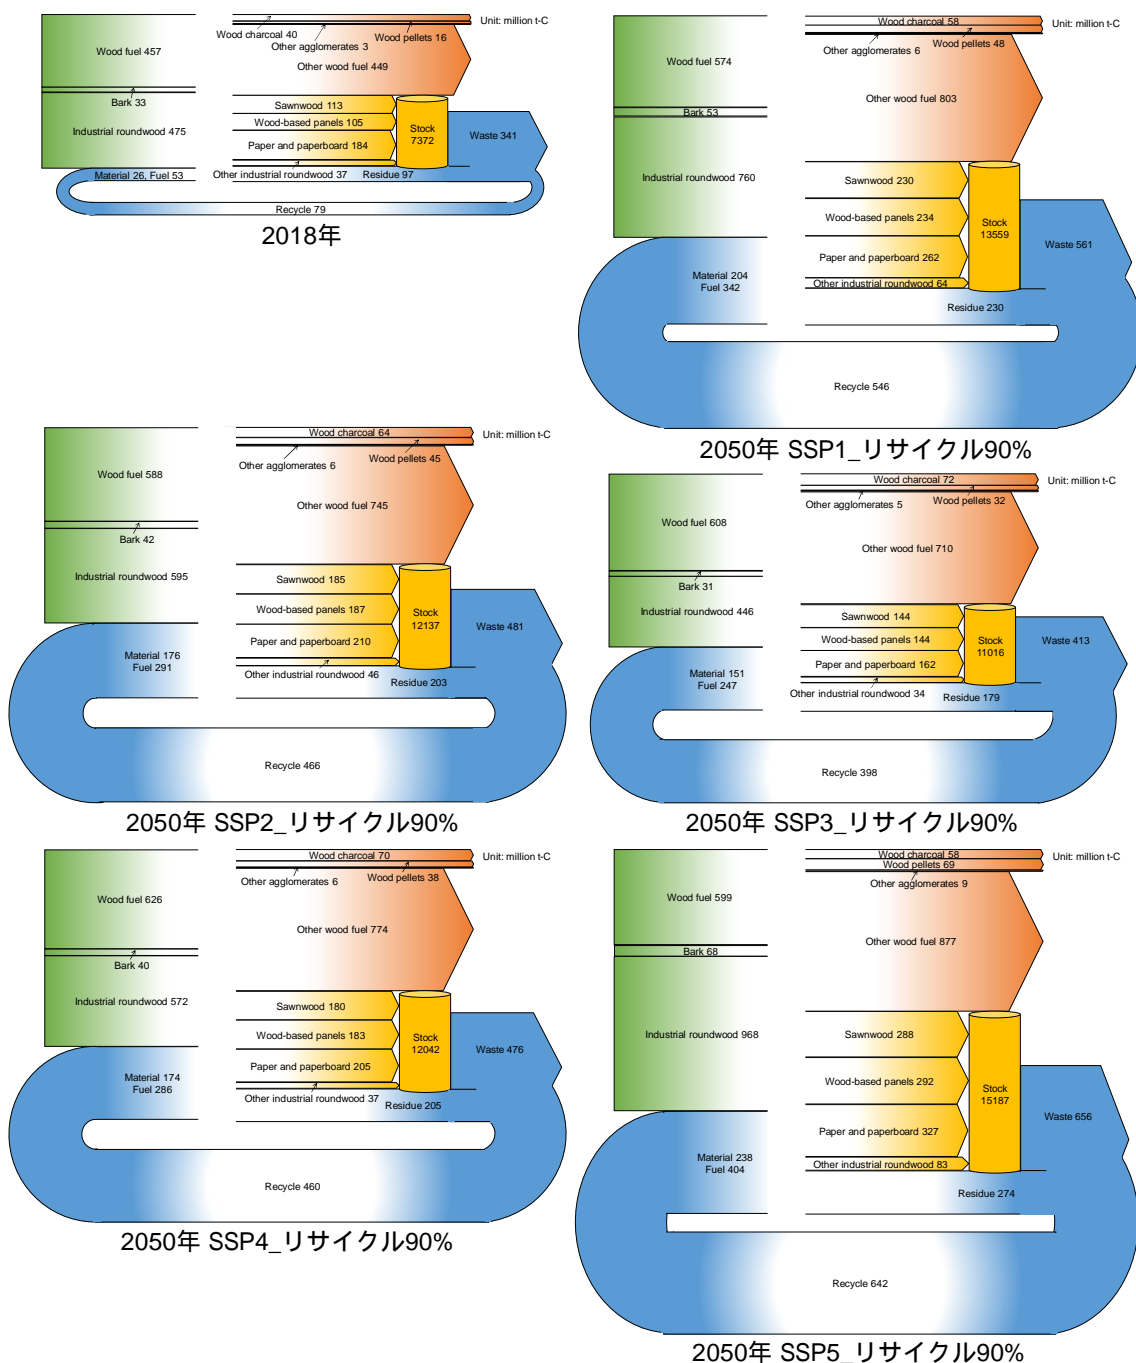 Unit: million t-C
Wood charcoal 40
Wood pellets 16
Other agglomerates 3
Wood fuel 457
Other wood fuel 449
Bark 33
Sawnwood 113
Wood-based panels 105
Industrial roundwood 475
Paper and paperboard 184
Stock
7372
Waste 341
Other industrial roundwood 37
Residue 97
Material 26, Fuel 53
Recycle 79
2018年
Wood charcoal 58
Unit: million t-C
Wood pellets 48
Other agglomerates 6
Wood fuel 574
Other wood fuel 803
Bark 53
Industrial roundwood 760
Sawnwood 230
Wood-based panels 234
Stock
13559
Waste 561
Paper and paperboard 262
Other industrial roundwood 64
Material 204
Fuel 342
Residue 230
Recycle 546
2050年 SSP1_リサイクル90%
Wood charcoal 64
Unit: million t-C
Wood pellets 45
Other agglomerates 6
Wood fuel 588
Other wood fuel 745
Bark 42
Industrial roundwood 595
Sawnwood 185
Wood-based panels 187
Stock
12137
Waste 481
Paper and paperboard 210
Other industrial roundwood 46
Material 176
Fuel 291
Residue 203
Recycle 466
2050年 SSP2_リサイクル90%
Wood charcoal 72
Unit: million t-C
Wood pellets 32
Other agglomerates 5
Wood fuel 608
Other wood fuel 710
Bark 31
Industrial roundwood 446
Sawnwood 144
Wood-based panels 144
Stock
11016
Waste 413
Paper and paperboard 162
Other industrial roundwood 34
Material 151
Fuel 247
Residue 179
Recycle 398
2050年 SSP3_リサイクル90%
Wood charcoal 70
Unit: million t-C
Wood pellets 38
Other agglomerates 6
Wood fuel 626
Other wood fuel 774
Bark 40
Industrial roundwood 572
Sawnwood 180
Wood-based panels 183
Stock
12042
Waste 476
Paper and paperboard 205
Other industrial roundwood 37
Material 174
Fuel 286
Residue 205
Recycle 460
2050年 SSP4_リサイクル90%
Wood charcoal 58
Unit: million t-C
Wood pellets 69
Other agglomerates 9
Wood fuel 599
Other wood fuel 877
Bark 68
Industrial roundwood 968
Sawnwood 288
Wood-based panels 292
Stock
15187
Waste 656
Paper and paperboard 327
Other industrial roundwood 83
Material 238
Fuel 404
Residue 274
Recycle 642
2050年 SSP5_リサイクル90%